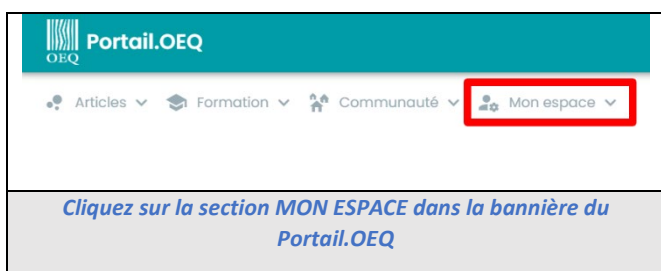 OEQ
Portail.OEQ
Articles Formation Communauté Mon espace
Cliquez sur la section MON ESPACE dans la bannière du
Portail.OEQ